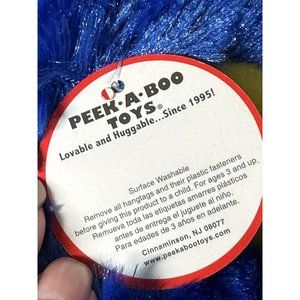 PEEK•A•BOO
TOYS®
Lovable and Huggable...Since 1995!
Surface Washable
Remove all hangtags and their plastic fasteners
before giving this product to a child. For ages 3 and up.
Remueva toda las etiquetas amarres plásticos
antes de entrega el juguete al niño.
Para edades de 3 años en adelante.
Cinnaminson, NJ 08077
www.peekabootoys.com